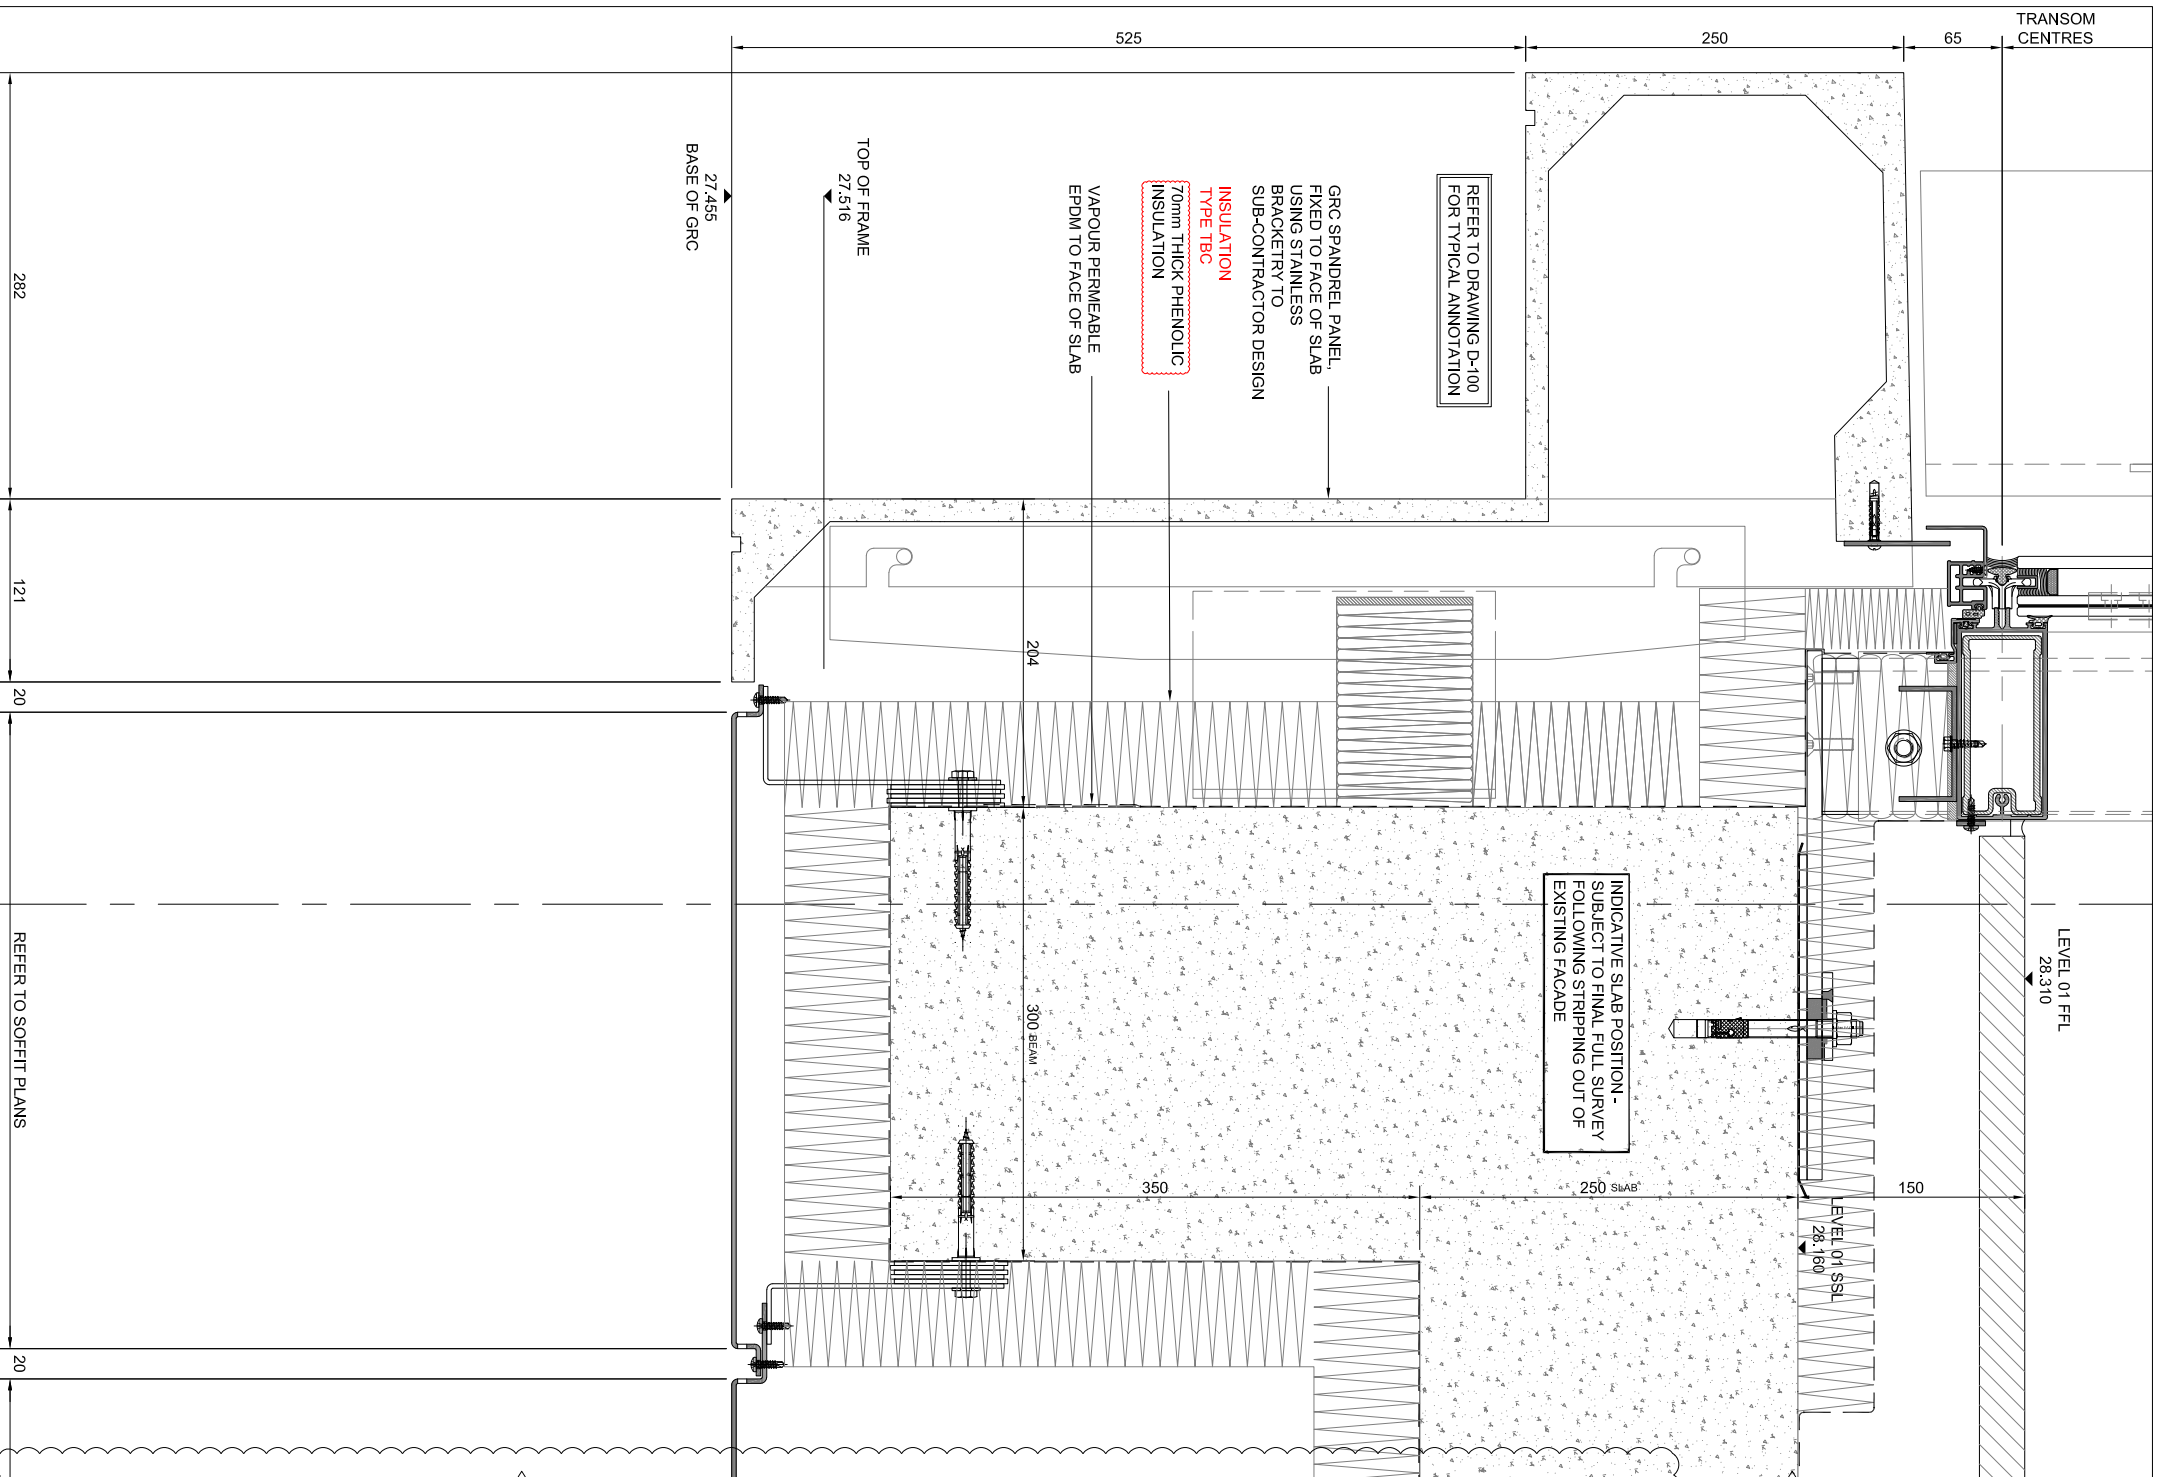 TRANSOM
CENTRES
525
250
65
REFER TO DRAWING D-100
FOR TYPICAL ANNOTATION
GRC SPANDREL PANEL,
FIXED TO FACE OF SLAB
USING STAINLESS
BRACKETRY TO
SUB-CONTRACTOR DESIGN
INSULATION
TYPE TBC
70mm THICK PHENOLIC
INSULATION
VAPOUR PERMEABLE
EPDM TO FACE OF SLAB
TOP OF FRAME
27.516
27.455
BASE OF GRC
282
121
20
204
300 BEAM
INDICATIVE SLAB POSITION -
SUBJECT TO FINAL FULL SURVEY
FOLLOWING STRIPPING OUT OF
EXISTING FACADE
LEVEL 01 FFL
28.310
350
250 SLAB
150
LEVEL 01 SSL
28.160
REFER TO SOFFIT PLANS
20